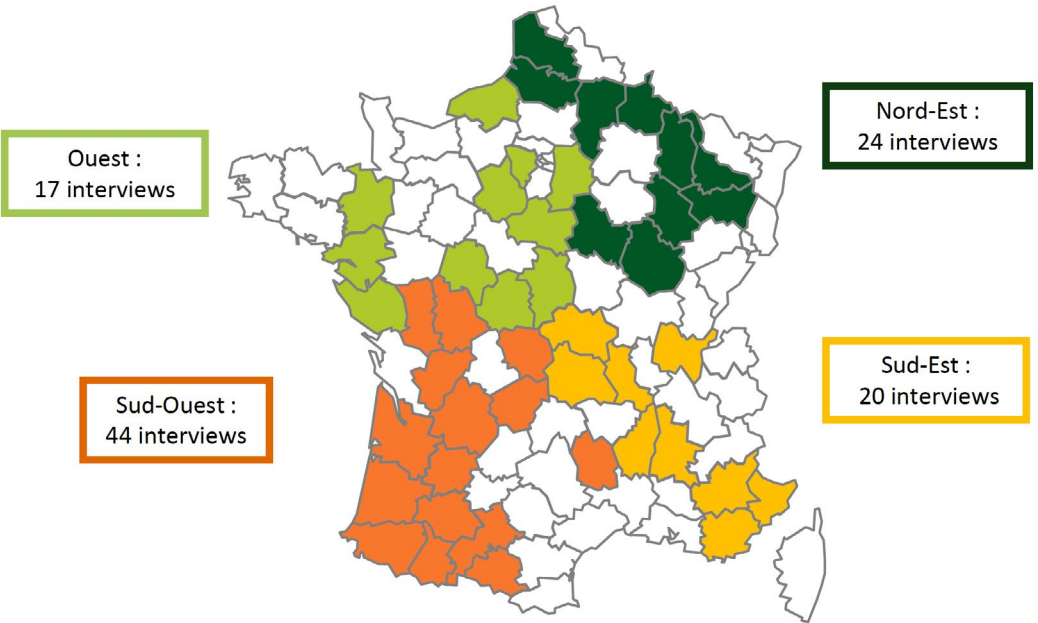 Nord-Est :
24 interviews
Ouest :
17 interviews
Sud-Est :
20 interviews
Sud-Ouest :
44 interviews